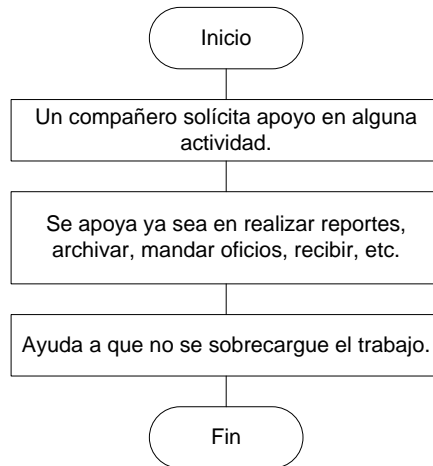 Inicio
Un compañero solícita apoyo en alguna
actividad.
Se apoya ya sea en realizar reportes,
archivar, mandar oficios, recibir, etc.
Ayuda a que no se sobrecargue el trabajo.
Fin